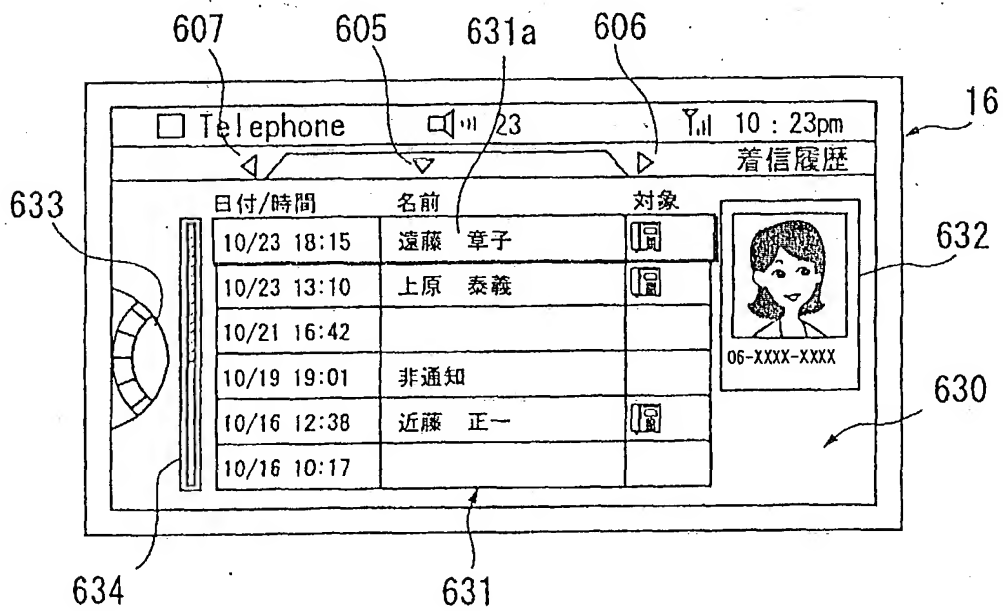 607 605 631a 606
16
Telephone 23 10:23pm
着信履歴
633
日付/時間 名前 対象
10/23 18:15 遠藤 章子
632
10/23 13:10 上原 泰義
10/21 16:42
06-XXXX-XXXX
10/19 19:01 非通知
630
10/16 12:38 近藤 正一
10/16 10:17
634 631